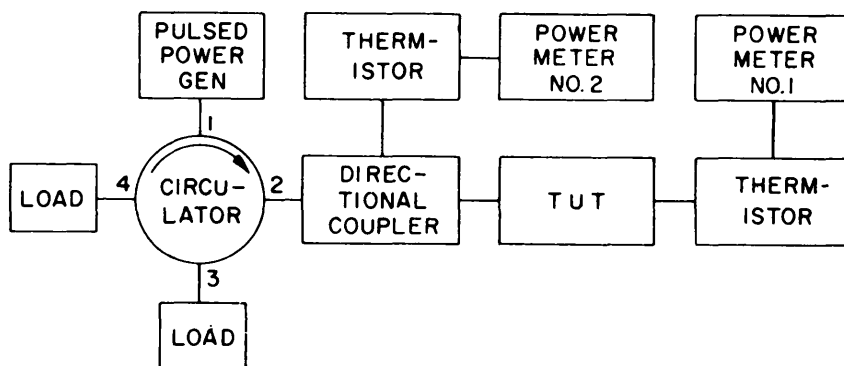 PULSED
POWER
GEN
THERM-
ISTOR
POWER
METER
NO. 2
POWER
METER
NO. 1
1
4
2
3
LOAD
CIRCU-
LATOR
DIREC-
TIONAL
COUPLER
TUT
THERM-
ISTOR
LOAD